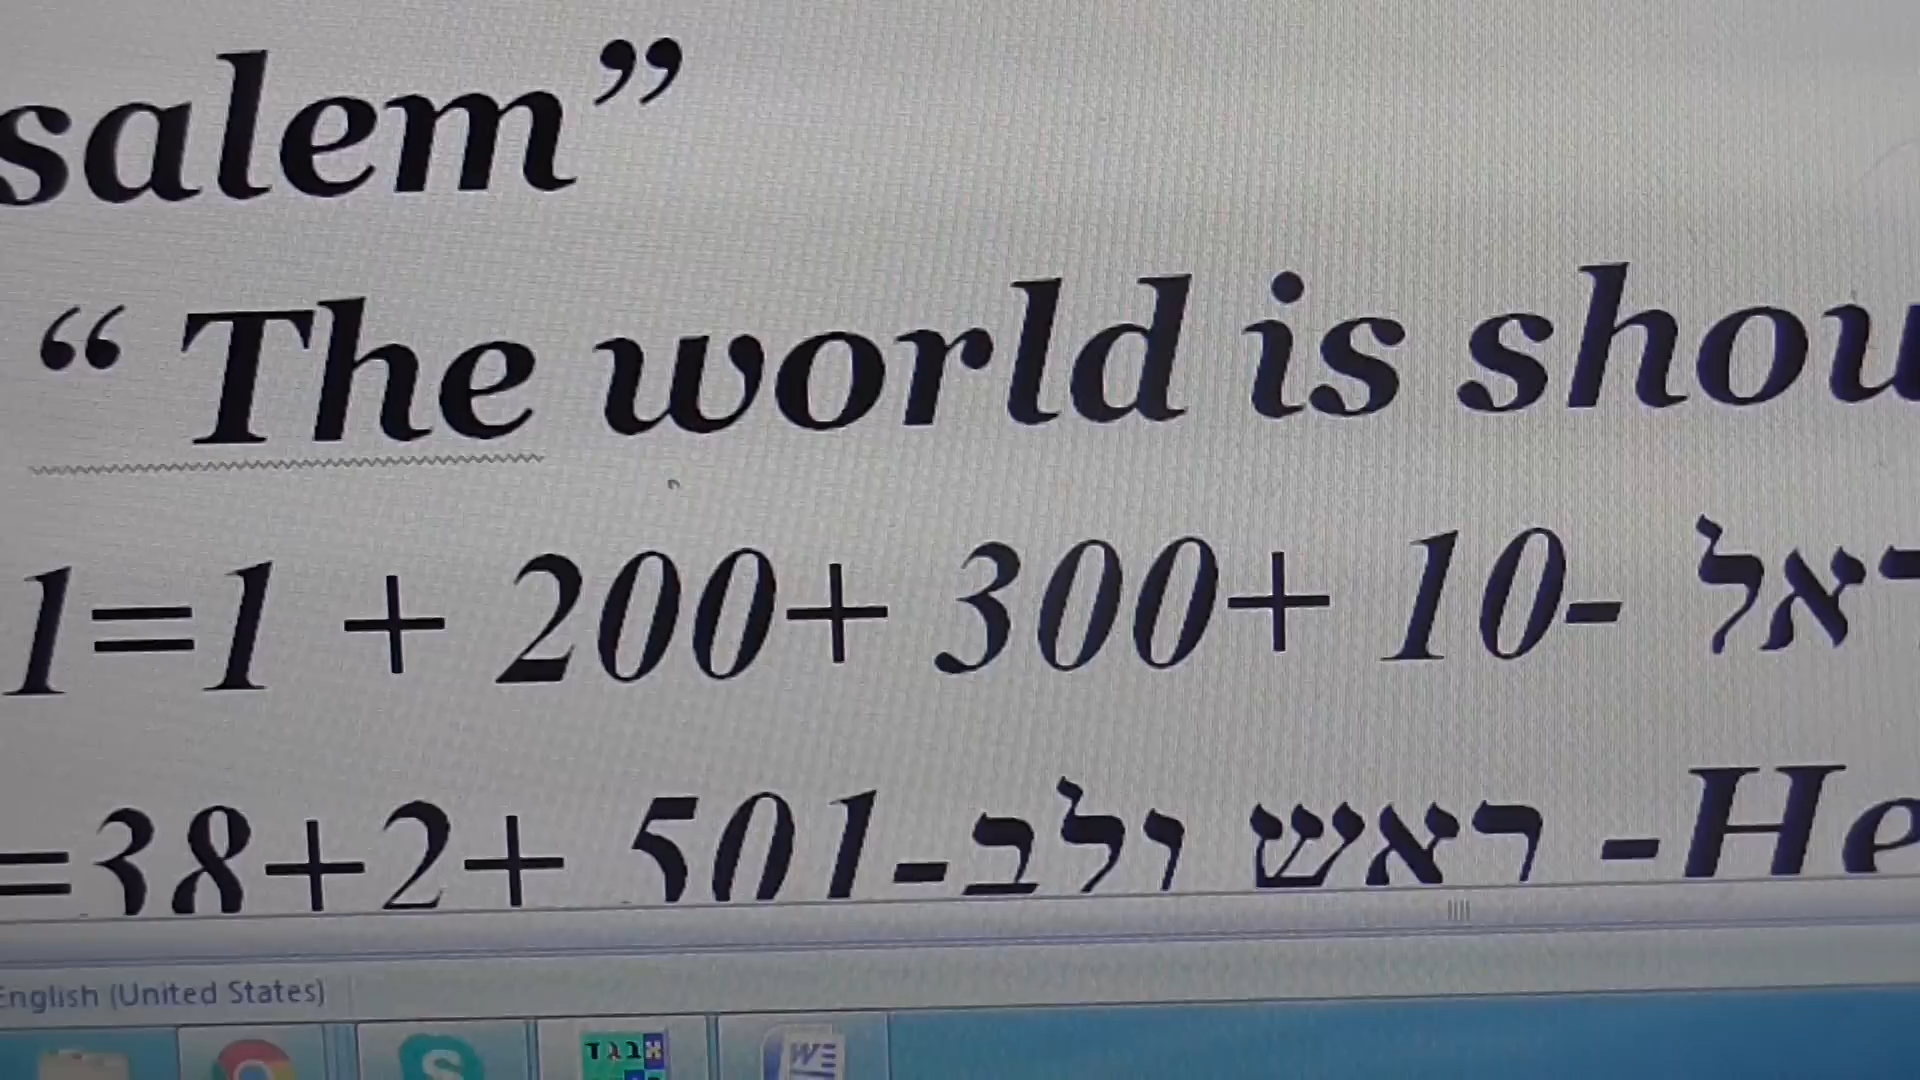 salem”
“ The world is shou
1=1 + 200+ 300+ 10- ראל
=38+2+ 501-ראש ולב -He
English (United States)
אבגד